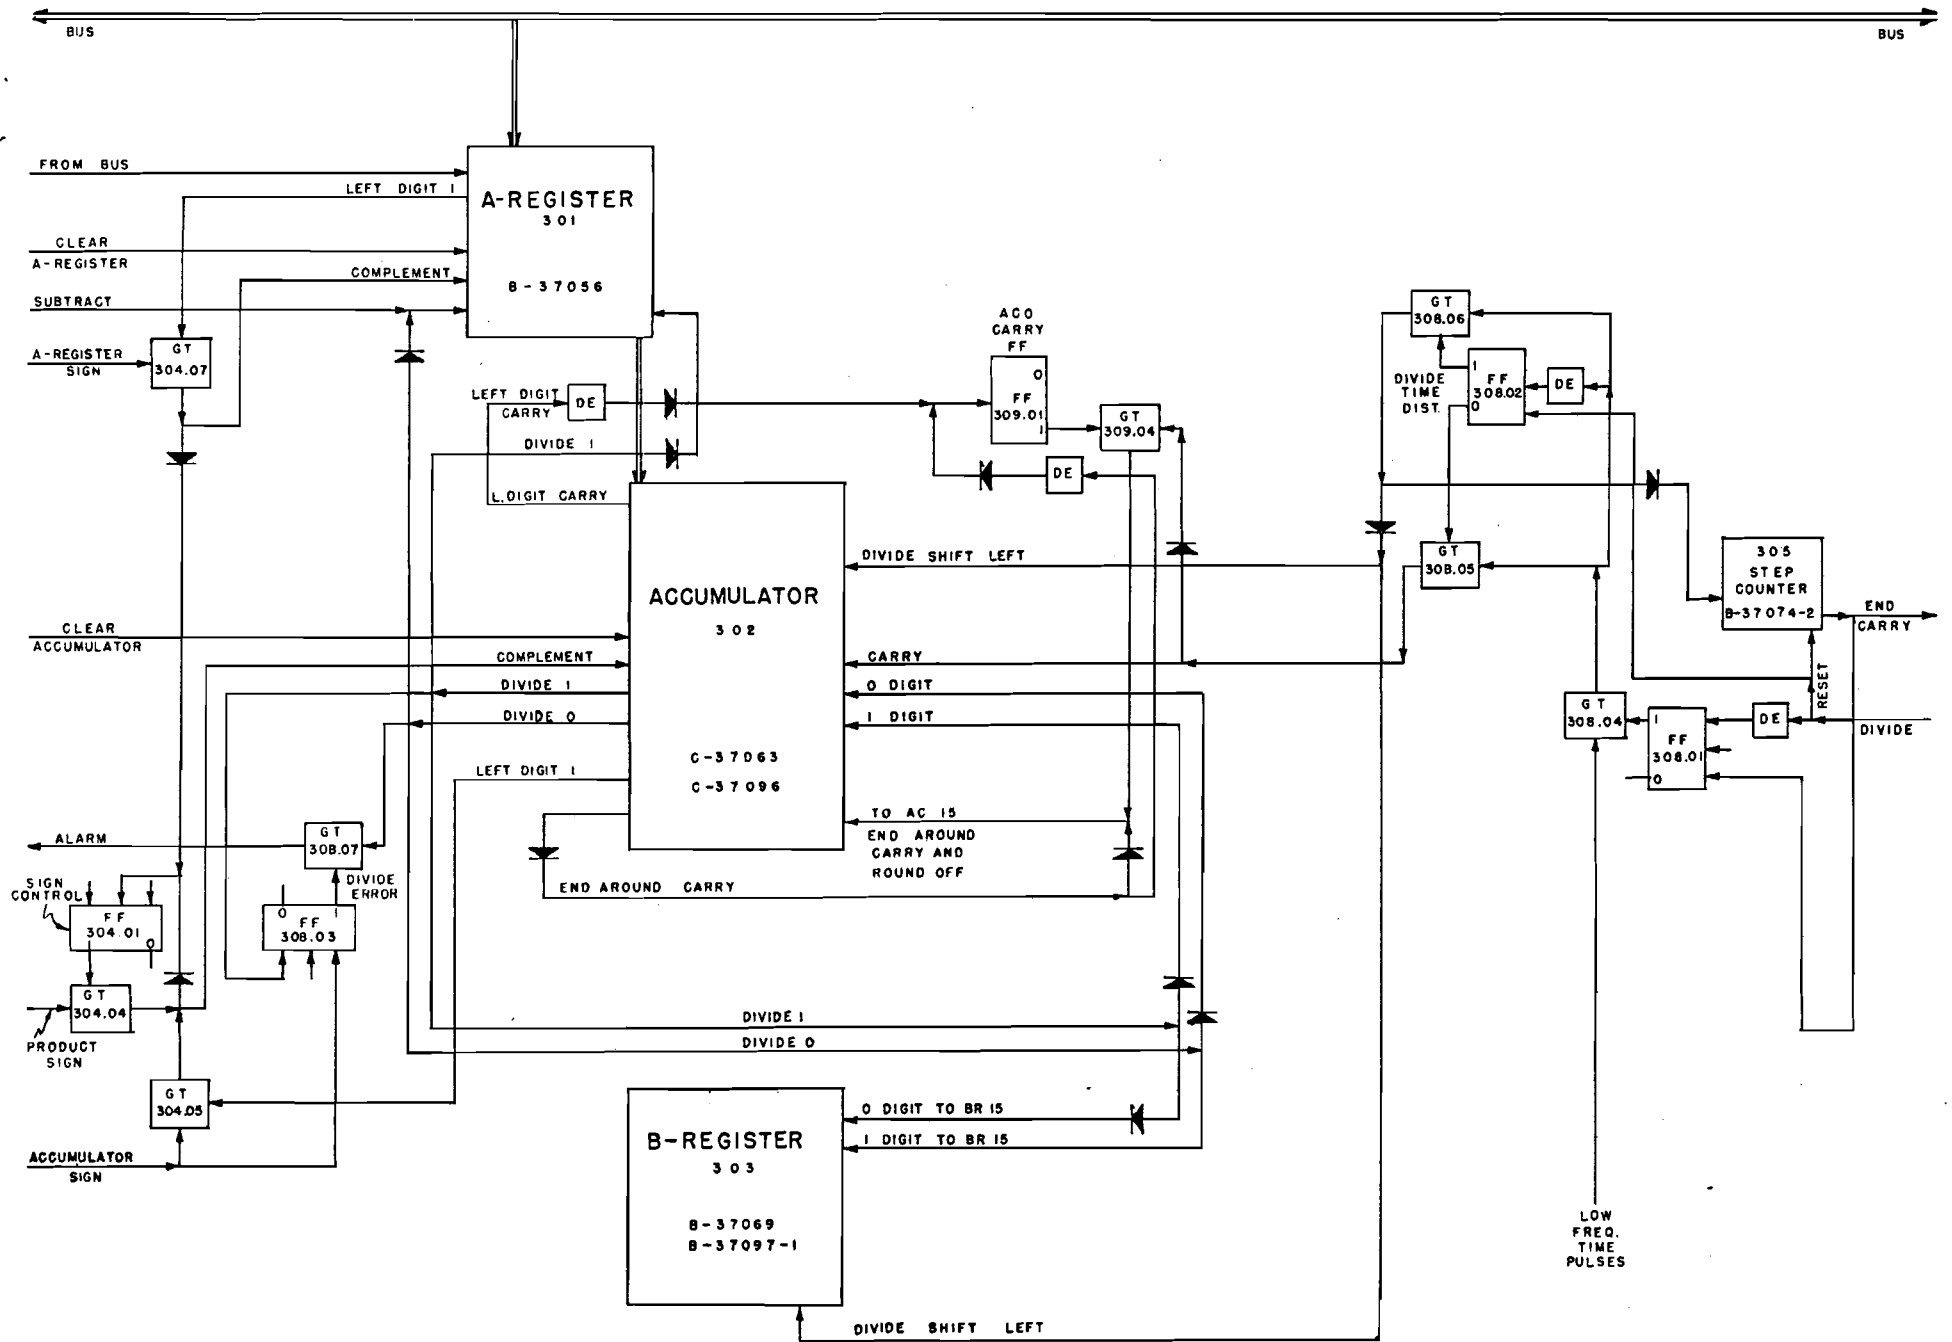 BUS
BUS
FROM BUS
LEFT DIGIT 1
A-REGISTER
301
B-37056
CLEAR
A-REGISTER
COMPLEMENT
SUBTRACT
A-REGISTER
SIGN
GT
304.07
LEFT DIGIT
CARRY
DE
DIVIDE 1
L. DIGIT CARRY
ACO
CARRY
FF
0
FF
309.01
1
GT
309.04
DE
GT
308.06
DIVIDE
TIME
DIST.
1
FF
308.02
0
DE
GT
308.05
305
STEP
COUNTER
B-37074-2
END
CARRY
RESET
GT
308.04
1
FF
308.01
0
DE
DIVIDE
LOW
FREQ.
TIME
PULSES
ACCUMULATOR
302
C-37063
C-37096
DIVIDE SHIFT LEFT
CARRY
0 DIGIT
1 DIGIT
TO AC 15
END AROUND
CARRY AND
ROUND OFF
CLEAR
ACCUMULATOR
COMPLEMENT
DIVIDE 1
DIVIDE 0
LEFT DIGIT 1
END AROUND CARRY
ALARM
GT
308.07
DIVIDE
ERROR
0
1
FF
308.03
SIGN
CONTROL
FF
304.01
0
GT
304.04
PRODUCT
SIGN
GT
304.05
ACCUMULATOR
SIGN
DIVIDE 1
DIVIDE 0
B-REGISTER
303
B-37069
B-37097-1
0 DIGIT TO BR 15
1 DIGIT TO BR 15
DIVIDE SHIFT LEFT